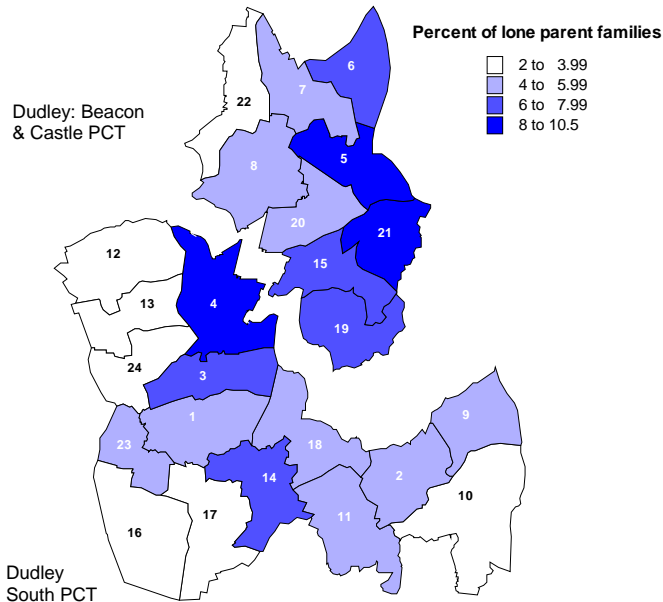 Percent of lone parent families
2 to 3.99
4 to 5.99
6 to 7.99
8 to 10.5
Dudley: Beacon
& Castle PCT
6
7
22
5
8
20
21
15
12
13
4
19
24
3
1
9
23
18
14
2
10
17
11
16
Dudley
South PCT